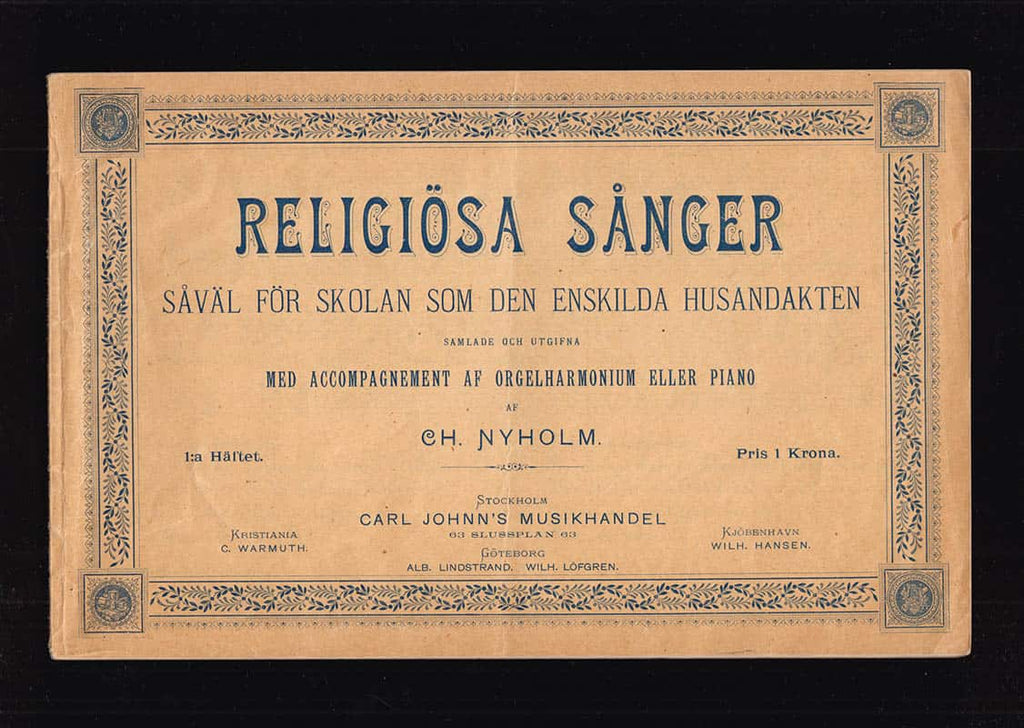 RELIGIÖSA SÅNGER
SÅVÄL FÖR SKOLAN SOM DEN ENSKILDA HUSANDAKTEN
SAMLADE OCH UTGIFNA
MED ACCOMPAGNEMENT AF ORGELHARMONIUM ELLER PIANO
AF
CH. NYHOLM.
1:a Häftet.
Pris 1 Krona.
STOCKHOLM
CARL JOHNN'S MUSIKHANDEL
63 SLUSSPLAN 63
KRISTIANIA
C. WARMUTH.
KJÖBENHAVN
WILH. HANSEN.
GÖTEBORG
ALB. LINDSTRAND. WILH. LÖFGREN.